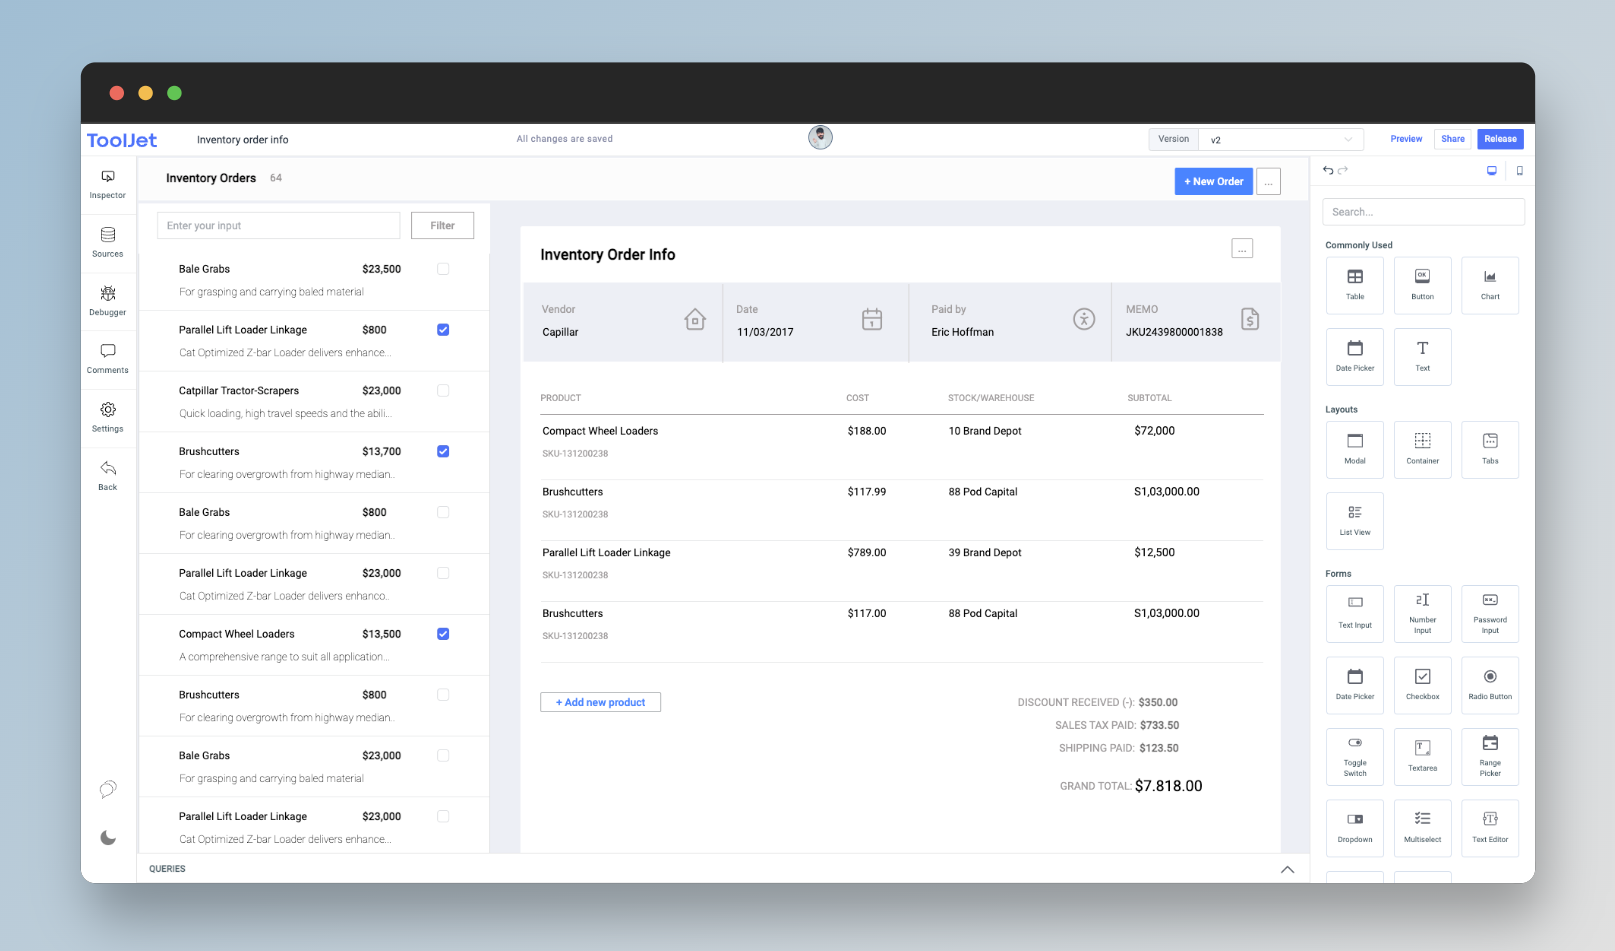 ToolJet
Inventory order info
All changes are saved
Version
v2
Preview
Share
Release
Inspector
Sources
Debugger
Comments
Settings
Back
Inventory Orders 64
+ New Order
...
Enter your input
Filter
Bale Grabs $23,500
For grasping and carrying baled material
Parallel Lift Loader Linkage $800
Cat Optimized Z-bar Loader delivers enhance...
Catpillar Tractor-Scrapers $23,000
Quick loading, high travel speeds and the abili...
Brushcutters $13,700
For clearing overgrowth from highway median..
Bale Grabs $800
For clearing overgrowth from highway median..
Parallel Lift Loader Linkage $23,000
Cat Optimized Z-bar Loader delivers enhanco..
Compact Wheel Loaders $13,500
A comprehensive range to suit all application...
Brushcutters $800
For clearing overgrowth from highway median..
Bale Grabs $23,000
For grasping and carrying baled material
Parallel Lift Loader Linkage $23,000
Cat Optimized Z-bar Loader delivers enhance...
Inventory Order Info
...
Vendor
Capillar
Date
11/03/2017
1
Paid by
Eric Hoffman
MEMO
JKU2439800001838
$
PRODUCT COST STOCK/WAREHOUSE SUBTOTAL
Compact Wheel Loaders $188.00 10 Brand Depot $72,000
SKU-131200238
Brushcutters $117.99 88 Pod Capital S1,03,000.00
SKU-131200238
Parallel Lift Loader Linkage $789.00 39 Brand Depot $12,500
SKU-131200238
Brushcutters $117.00 88 Pod Capital S1,03,000.00
SKU-131200238
+ Add new product
DISCOUNT RECEIVED (-): $350.00
SALES TAX PAID: $733.50
SHIPPING PAID: $123.50
GRAND TOTAL: $7.818.00
QUERIES
Search...
Commonly Used
Table
OK
Button
Chart
Date Picker
T
Text
Layouts
Modal
Container
Tabs
List View
Forms
Text Input
2
Number
Input
Password
Input
Date Picker
Checkbox
Radio Button
Toggle
Switch
T
Textarea
Range
Picker
Dropdown
Multiselect
T
Text Editor